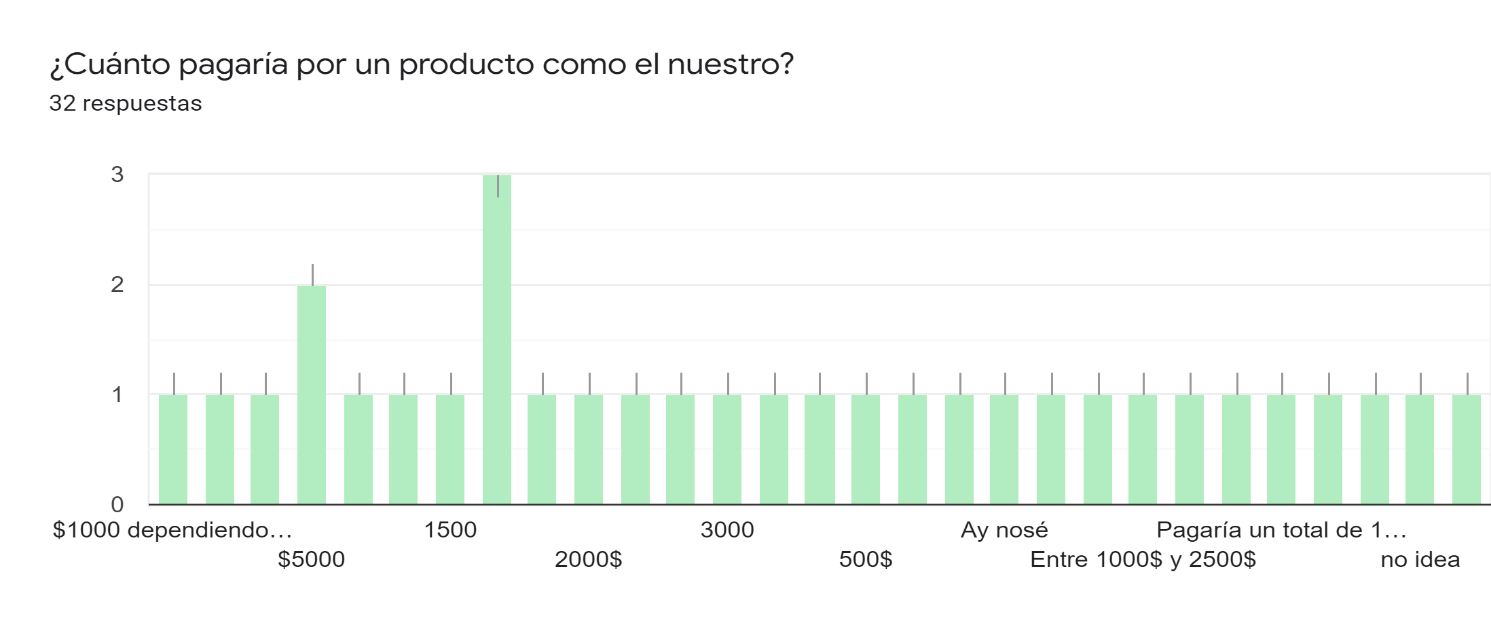 ¿Cuánto pagaría por un producto como el nuestro?
32 respuestas
3
2
1
0
$1000 dependiendo…
$5000
1500
2000$
3000
500$
Ay nosé
Entre 1000$ y 2500$
Pagaría un total de 1…
no idea